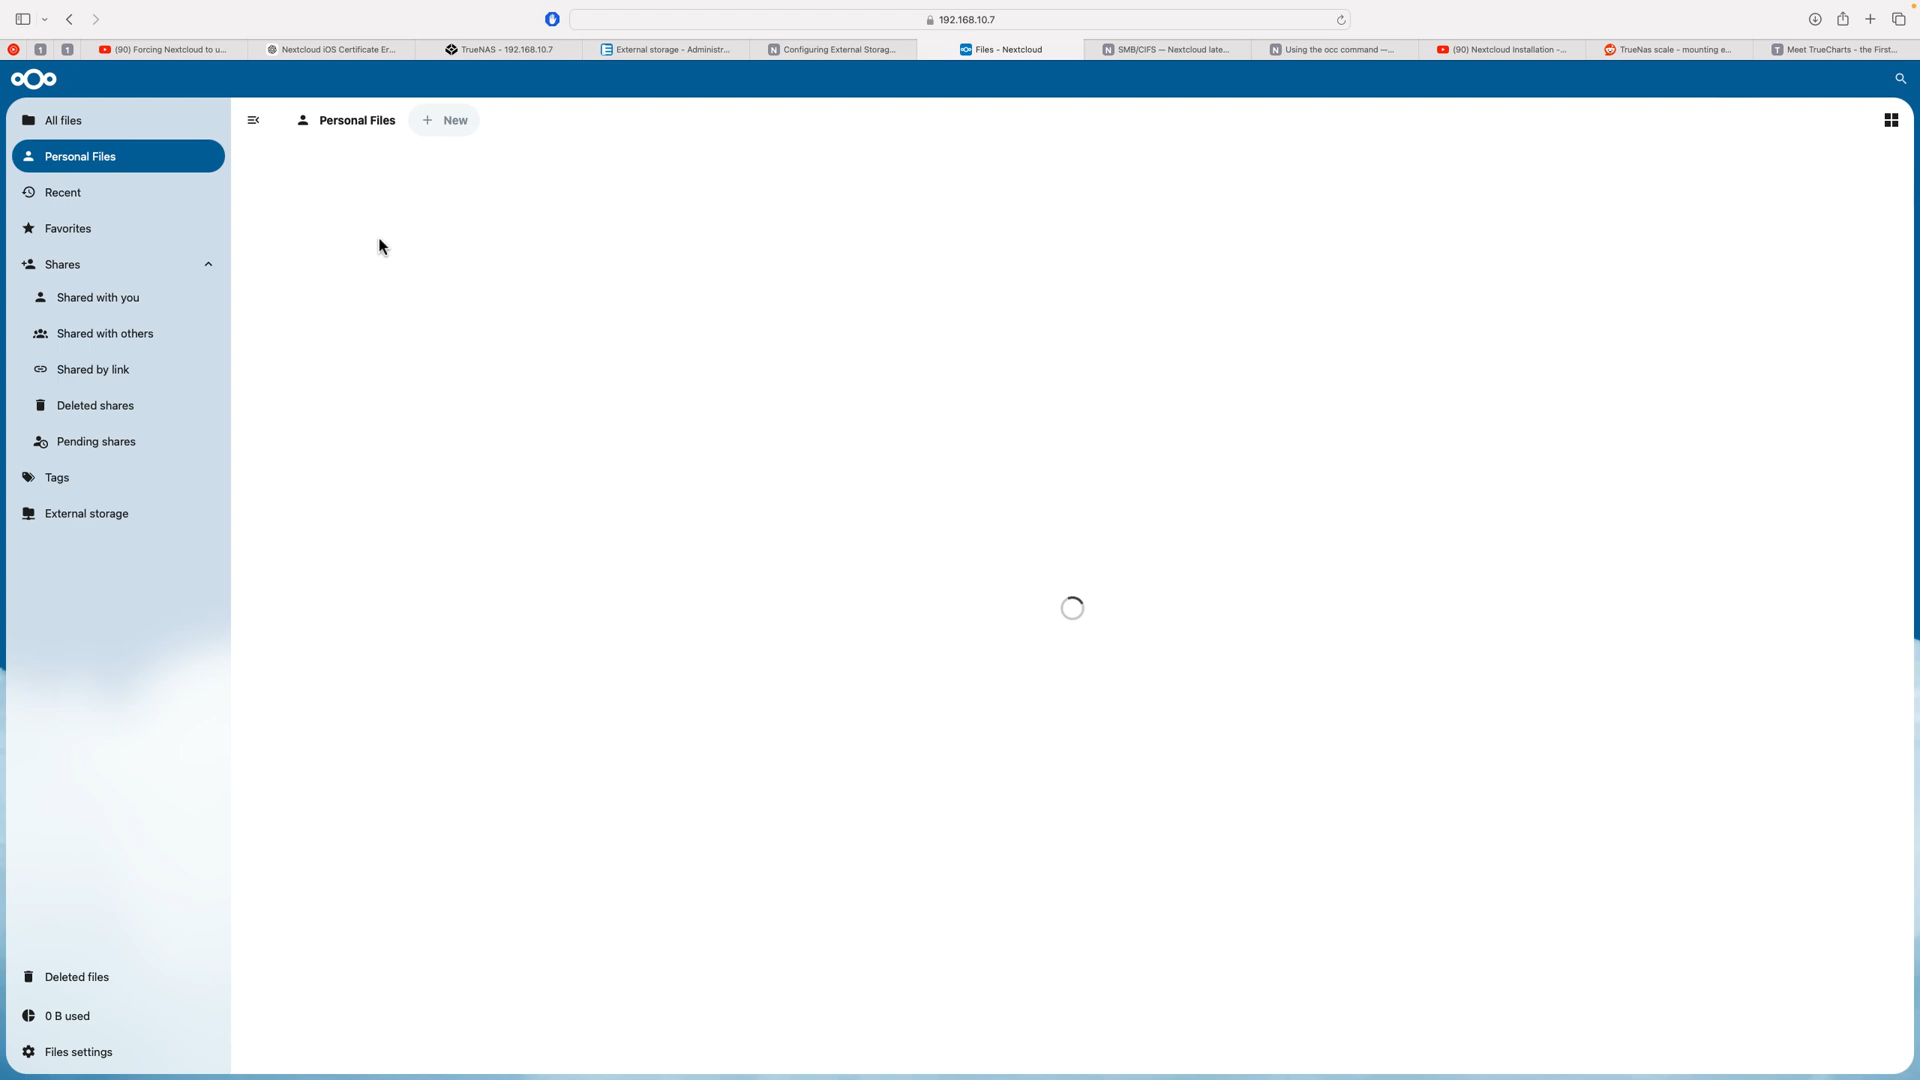 192.168.10.7
1
1
(90) Forcing Nextcloud to u...
Nextcloud iOS Certificate Er...
TrueNAS - 192.168.10.7
External storage - Administr...
Configuring External Storag...
Files - Nextcloud
SMB/CIFS — Nextcloud late...
Using the occ command —...
(90) Nextcloud Installation -...
TrueNas scale - mounting e...
Meet TrueCharts - the First...
All files
Personal Files
New
Personal Files
Recent
Favorites
Shares
Shared with you
Shared with others
Shared by link
Deleted shares
Pending shares
Tags
External storage
Deleted files
0 B used
Files settings